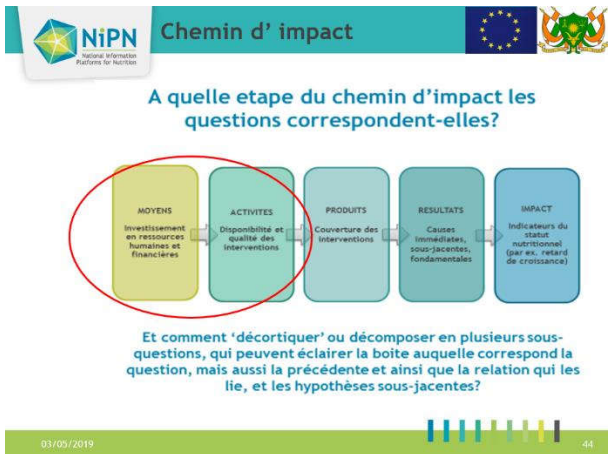 NiPN
National Information
Platforms for Nutrition
Chemin d' impact
A quelle etape du chemin d'impact les
questions correspondent-elles?
MOYENS
Investissement
en ressources
humaines et
financières
ACTIVITES
Disponibilité et
qualité des
interventions
PRODUITS
Couverture des
interventions
RESULTATS
Causes
immédiates,
sous-jacentes,
fondamentales
IMPACT
Indicateurs du
statut
nutritionnel
(par ex. retard
de croissance)
Et comment 'décortiquer' ou décomposer en plusieurs sous-
questions, qui peuvent éclairer la boite auquelle correspond la
question, mais aussi la précédente et ainsi que la relation qui les
lie, et les hypothèses sous-jacentes?
03/05/2019
44